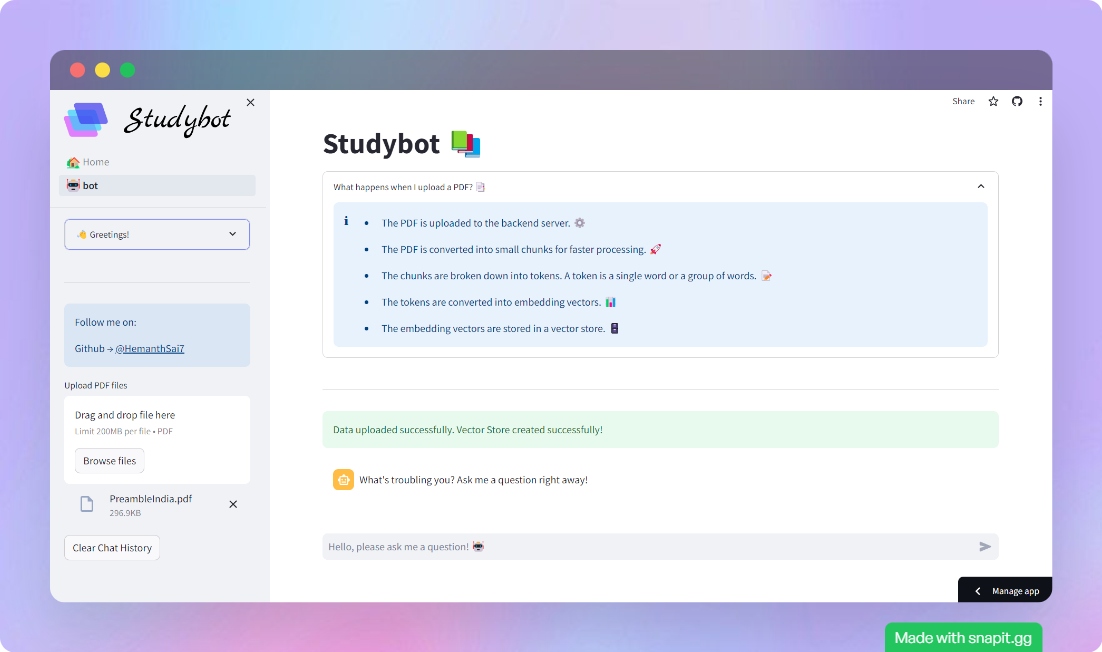 Studybot
Home
bot
Greetings!
Follow me on:
Github → @HemanthSai7
Upload PDF files
Drag and drop file here
Limit 200MB per file • PDF
Browse files
PreambleIndia.pdf
296.9KB
Clear Chat History
Share
Studybot
What happens when I upload a PDF?
The PDF is uploaded to the backend server.
The PDF is converted into small chunks for faster processing.
The chunks are broken down into tokens. A token is a single word or a group of words.
The tokens are converted into embedding vectors.
The embedding vectors are stored in a vector store.
Data uploaded successfully. Vector Store created successfully!
What's troubling you? Ask me a question right away!
Hello, please ask me a question!
Manage app
Made with snapit.gg